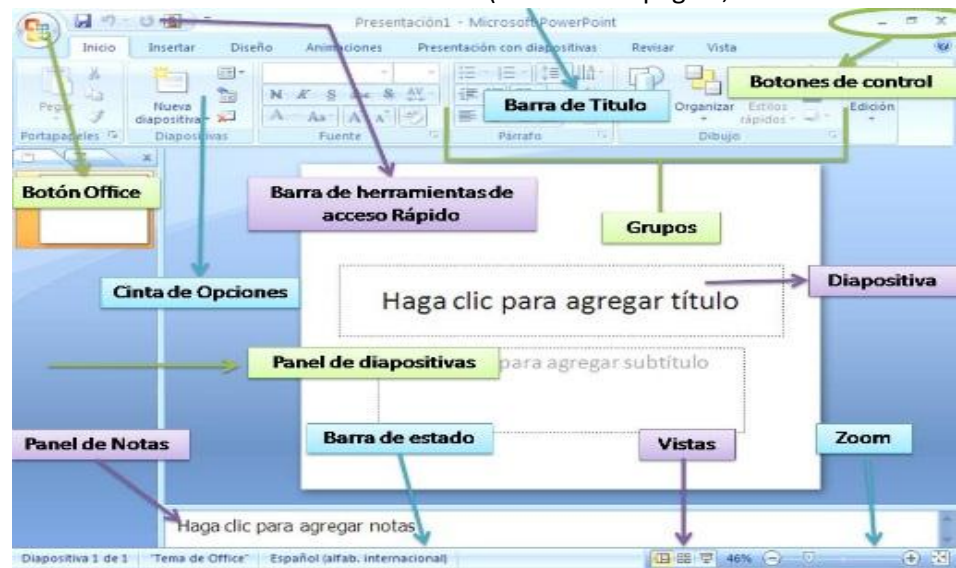 Presentación1 - Microsoft PowerPoint
Inicio Insertar Diseño Animaciones Presentación con diapositivas Revisar Vista
Botones de control
Barra de Titulo
Pegar
Nueva
diapositiva
N K S abc S AV
A Aa A A
Organizar Estilos
rápidos
Edición
Portapapeles Diapositivas Fuente Párrafo Dibujo
Botón Office
Barra de herramientas de
acceso Rápido
Grupos
Cinta de Opciones
Diapositiva
Haga clic para agregar título
Panel de diapositivas
para agregar subtítulo
Panel de Notas
Barra de estado
Vistas
Zoom
Haga clic para agregar notas
Diapositiva 1 de 1 "Tema de Office" Español (alfab. internacional) 46%